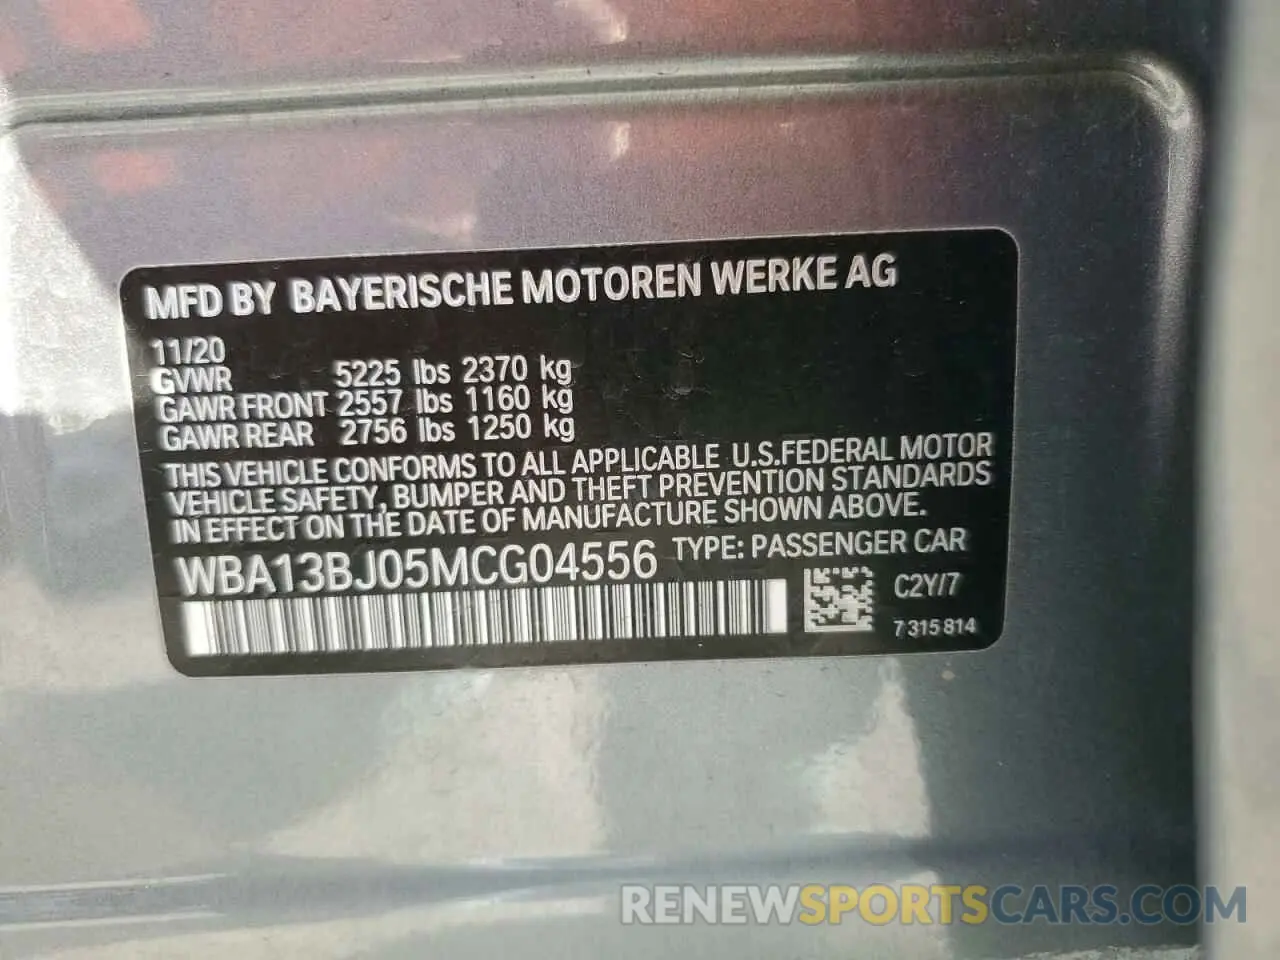 MFD BY BAYERISCHE MOTOREN WERKE AG
11/20
GVWR 5225 lbs 2370 kg
GAWR FRONT 2557 lbs 1160 kg
GAWR REAR 2756 lbs 1250 kg
THIS VEHICLE CONFORMS TO ALL APPLICABLE U.S.FEDERAL MOTOR
VEHICLE SAFETY, BUMPER AND THEFT PREVENTION STANDARDS
IN EFFECT ON THE DATE OF MANUFACTURE SHOWN ABOVE.
WBA13BJ05MCG04556 TYPE: PASSENGER CAR
C2Y/7
7 315 814
RENEWSPORTSCARS.COM